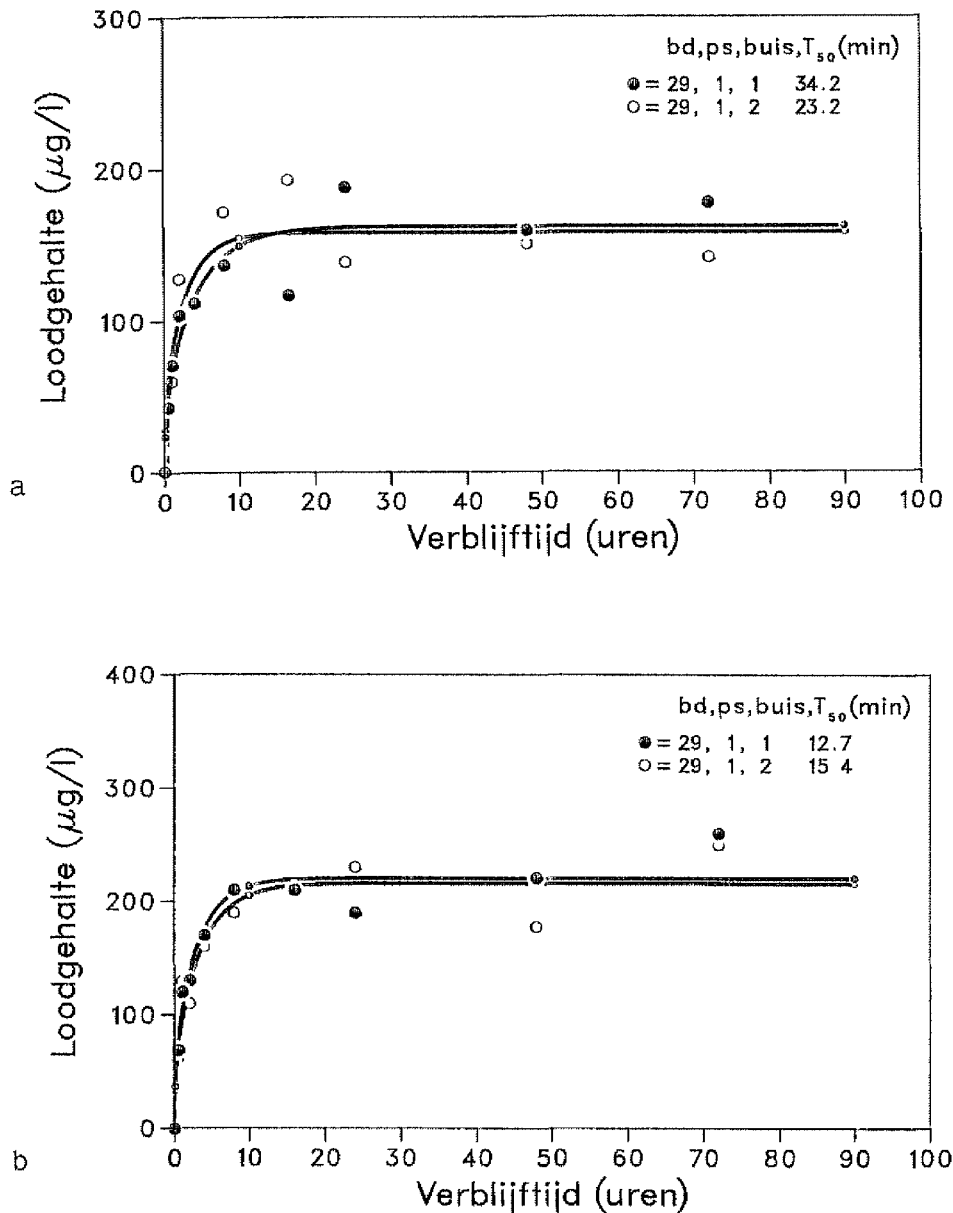 300
200
100
0
Loodgehalte (µg/l)
bd,ps,buis,T₅₀(min)
= 29, 1, 1 34.2
= 29, 1, 2 23.2
0 10 20 30 40 50 60 70 80 90 100
Verblijftijd (uren)
a
400
300
200
100
0
Loodgehalte (µg/l)
bd,ps,buis,T₅₀(min)
= 29, 1, 1 12.7
= 29, 1, 2 15 4
0 10 20 30 40 50 60 70 80 90 100
Verblijftijd (uren)
b